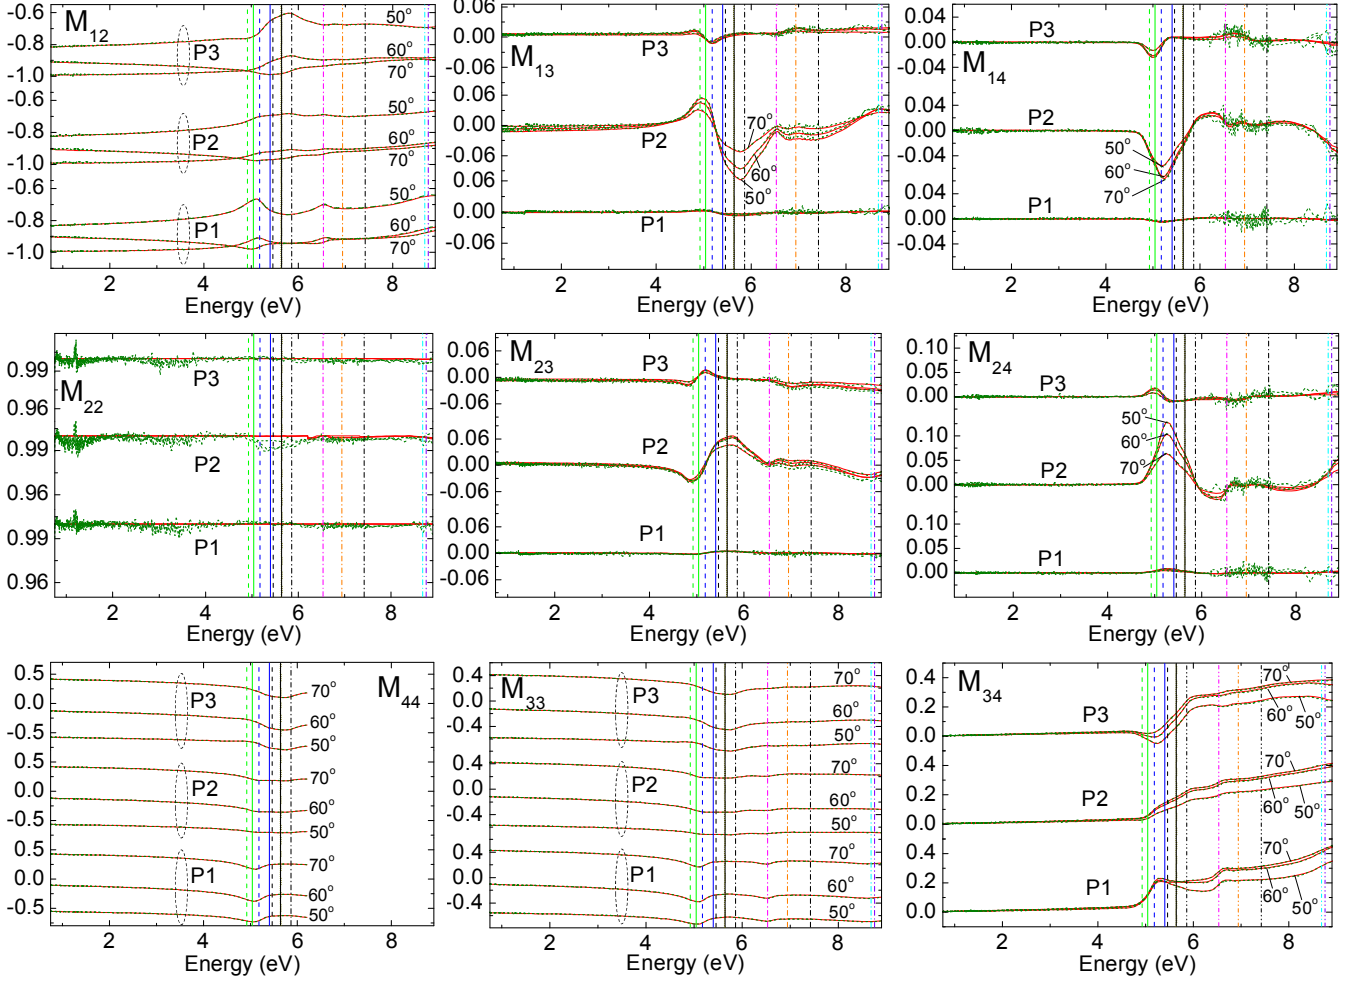 M12
-0.6
-0.8
-1.0
-0.6
-0.8
-1.0
-0.6
-0.8
-1.0
P3
P2
P1
50°
60°
70°
50°
60°
70°
50°
60°
70°
2 4 6 8
Energy (eV)
M13
0.06
0.00
-0.06
0.06
0.00
-0.06
0.06
0.00
-0.06
P3
P2
P1
70°
60°
50°
2 4 6 8
Energy (eV)
M14
0.04
0.00
-0.04
0.04
0.00
-0.04
0.04
0.00
-0.04
P3
P2
P1
50°
60°
70°
2 4 6 8
Energy (eV)
M22
0.99
0.96
0.99
0.96
0.99
0.96
P3
P2
P1
2 4 6 8
Energy (eV)
M23
0.06
0.00
-0.06
0.06
0.00
-0.06
0.06
0.00
-0.06
P3
P2
P1
2 4 6 8
Energy (eV)
M24
0.10
0.05
0.00
0.10
0.05
0.00
0.10
0.05
0.00
P3
P2
P1
50°
60°
70°
2 4 6 8
Energy (eV)
M44
0.5
0.0
-0.5
0.5
0.0
-0.5
0.5
0.0
-0.5
P3
P2
P1
70°
60°
50°
70°
60°
50°
70°
60°
50°
2 4 6 8
Energy (eV)
M33
0.4
0.0
-0.4
0.4
0.0
-0.4
0.4
0.0
-0.4
P3
P2
P1
70°
60°
50°
70°
60°
50°
70°
60°
50°
2 4 6 8
Energy (eV)
M34
0.4
0.2
0.0
0.4
0.2
0.0
0.4
0.2
0.0
P3
P2
P1
70°
60°
50°
70°
60°
50°
70°
60°
50°
2 4 6 8
Energy (eV)